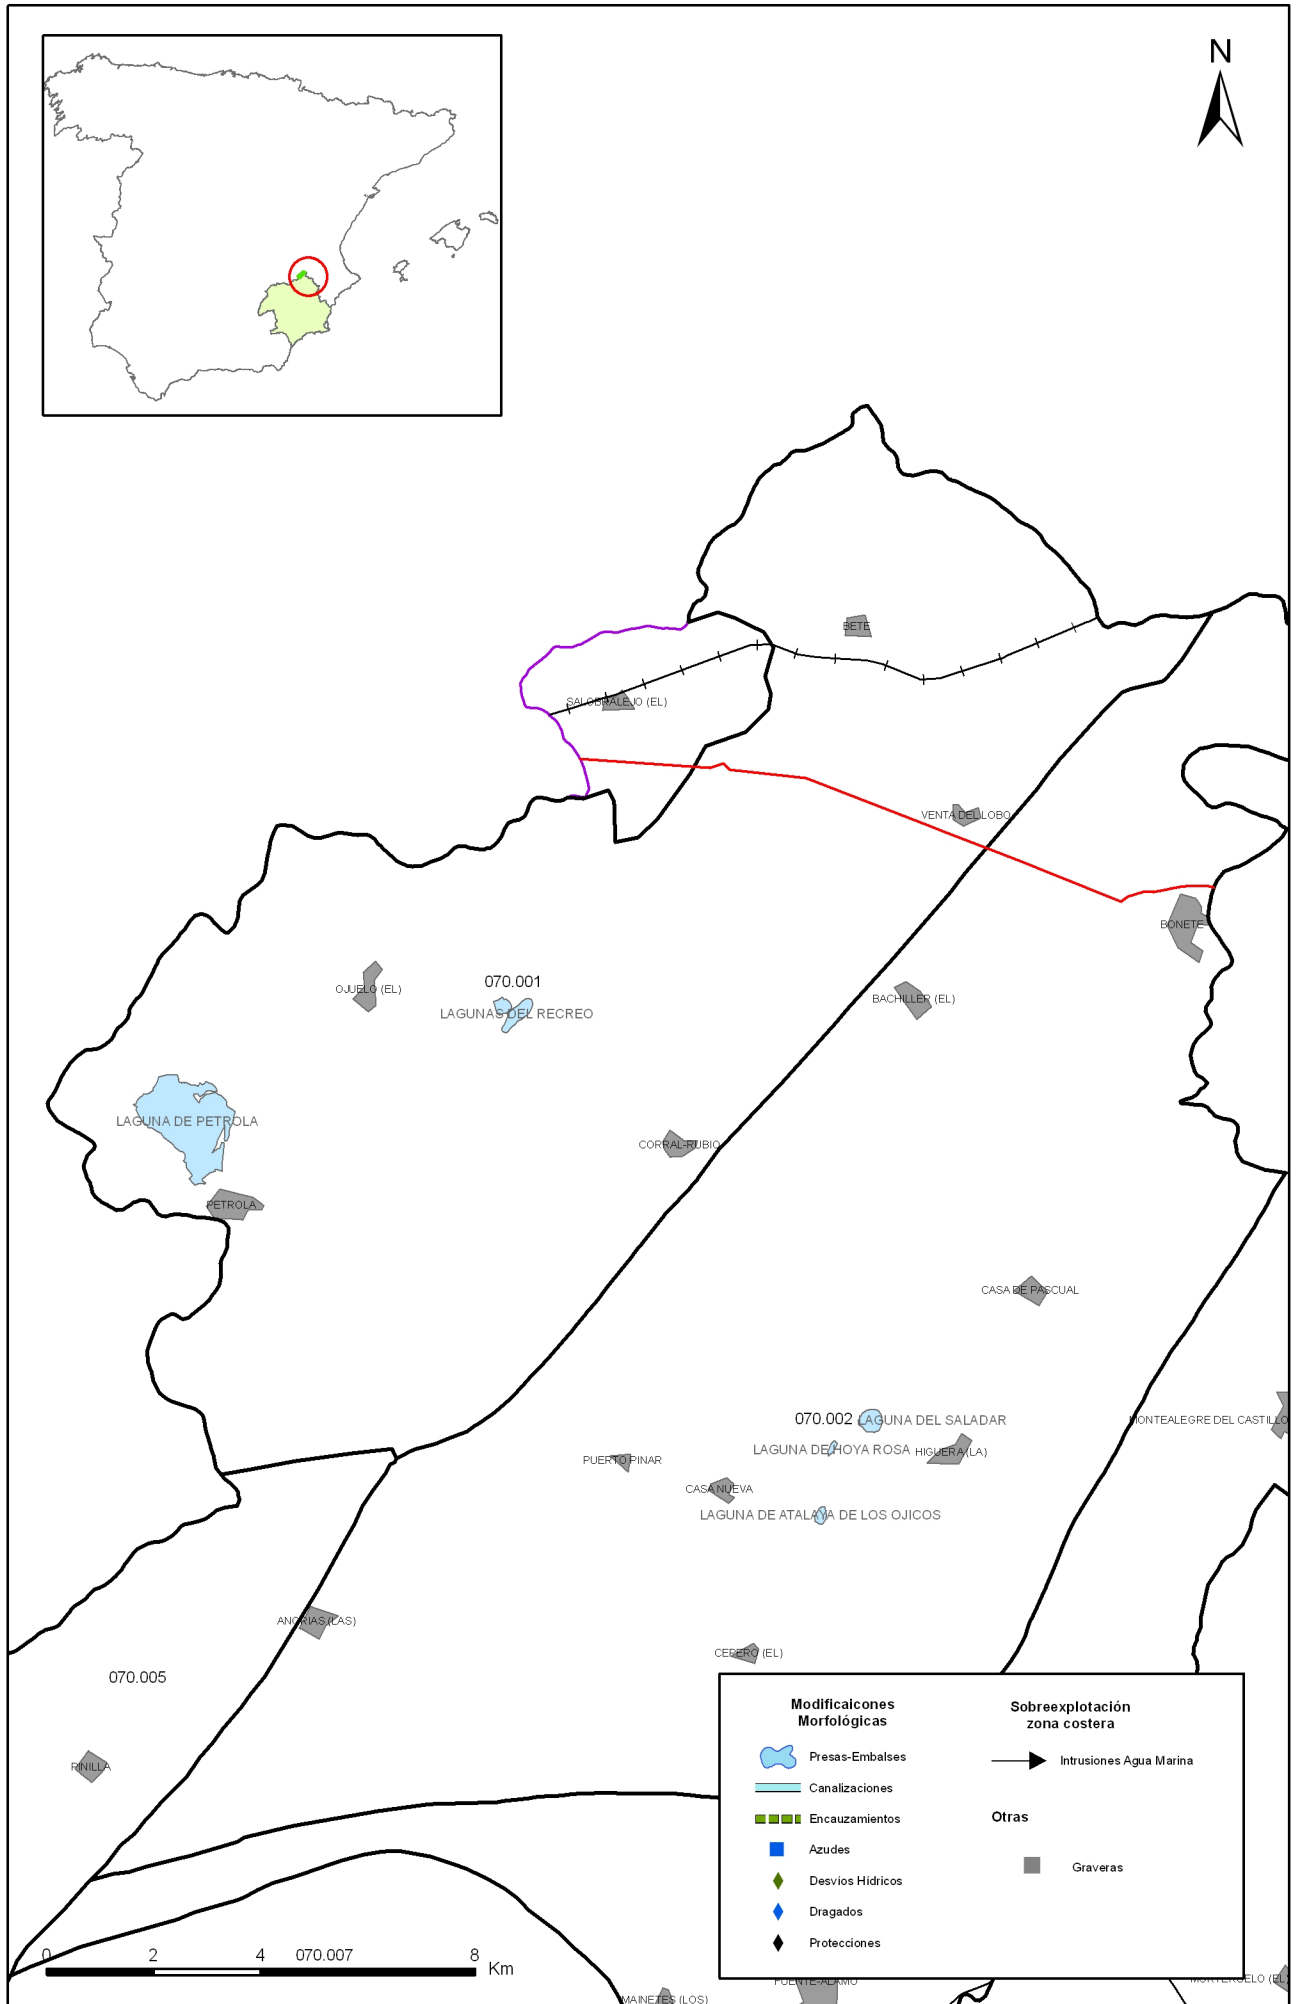 N
BETE
SALOBRALEJO (EL)
VENTA DEL LOBO
BONETE
070.001
OJUELO (EL)
BACHILLER (EL)
LAGUNAS DEL RECREO
LAGUNA DE PETROLA
CORRAL-RUBIO
PETROLA
CASA DE PASCUAL
070.002
LAGUNA DEL SALADAR
MONTEALEGRE DEL CASTILLO
LAGUNA DE HOYA ROSA
HIGUERA (LA)
PUERTO PINAR
CASA NUEVA
LAGUNA DE ATALAYA DE LOS OJICOS
ANORIAS (LAS)
CEPERO (EL)
070.005
RINILLA
Modificaicones
Morfológicas
Presas-Embalses
Canalizaciones
Encauzamientos
Azudes
Desvíos Hídricos
Dragados
Protecciones
Sobreexplotación
zona costera
Intrusiones Agua Marina
Otras
Graveras
0 2 4 8
Km
070.007
FUENTE-ALAMO
MAINETES (LOS)